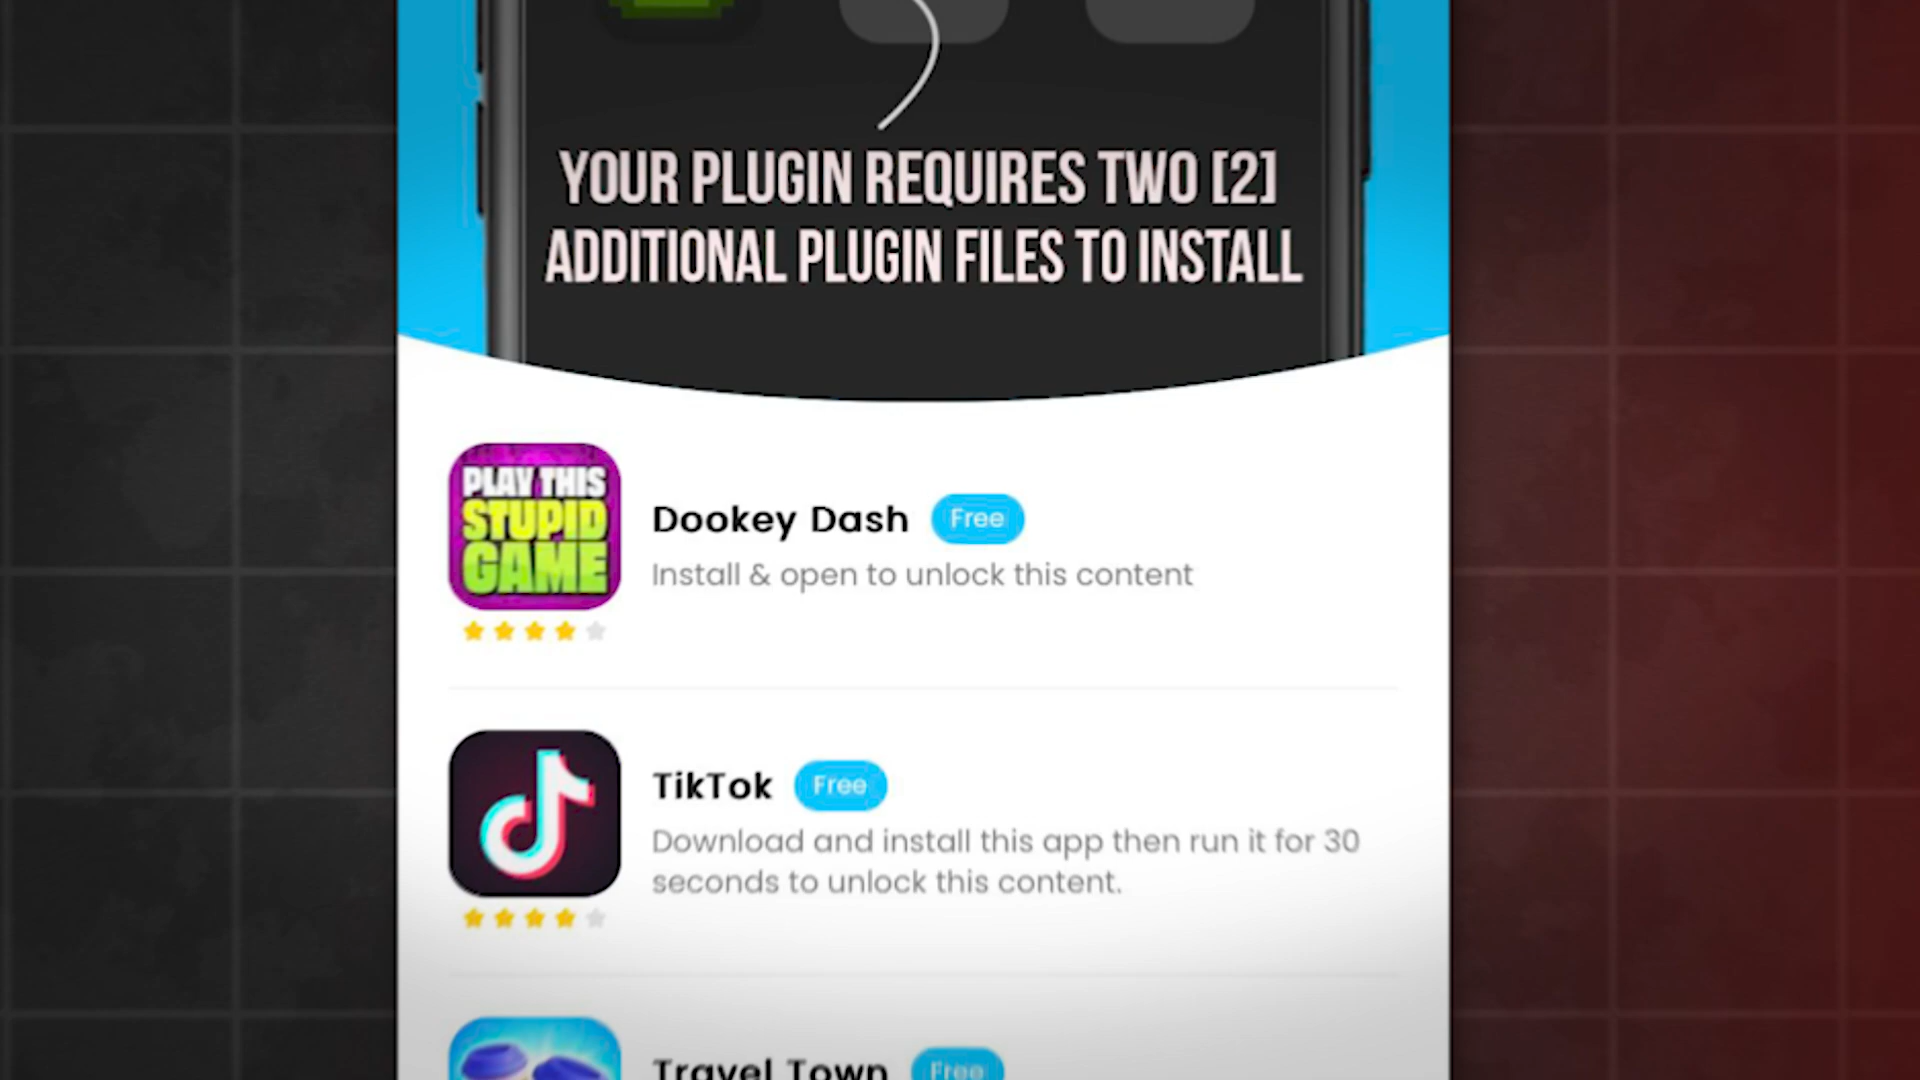 YOUR PLUGIN REQUIRES TWO [2]
ADDITIONAL PLUGIN FILES TO INSTALL
PLAY THIS
STUPID
GAME
Dookey Dash Free
Install & open to unlock this content
TikTok Free
Download and install this app then run it for 30
seconds to unlock this content.
Travel Town Free